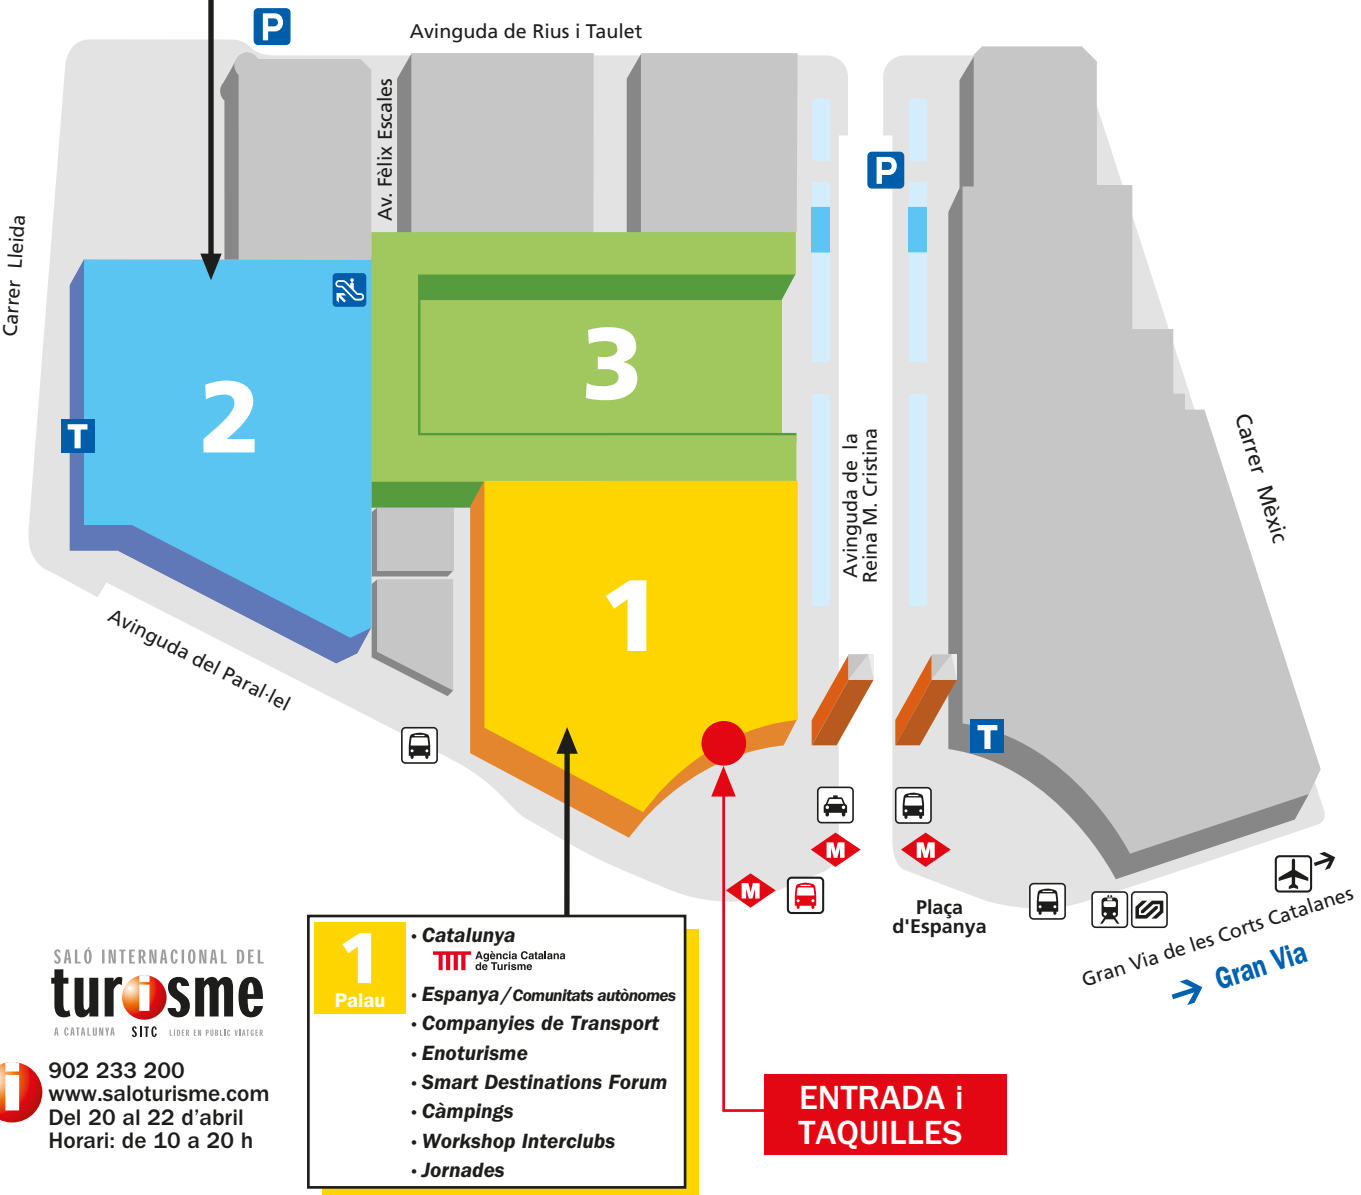 P
Avinguda de Rius i Taulet
Av. Fèlix Escales
P
Carrer Lleida
3
2
T
Avinguda de la
Reina M. Cristina
Carrer Mèxic
1
Avinguda del Paral·lel
T
M
M
M
Plaça
d'Espanya
Gran Via de les Corts Catalanes
Gran Via
1
Palau
· Catalunya
Agència Catalana
de Turisme
· Espanya/Comunitats autònomes
· Companyies de Transport
· Enoturisme
· Smart Destinations Forum
· Càmpings
· Workshop Interclubs
· Jornades
ENTRADA i
TAQUILLES
SALÓ INTERNACIONAL DEL
turisme
A CATALUNYA SITC LÍDER EN PÚBLIC VIATGER
i
902 233 200
www.saloturisme.com
Del 20 al 22 d'abril
Horari: de 10 a 20 h